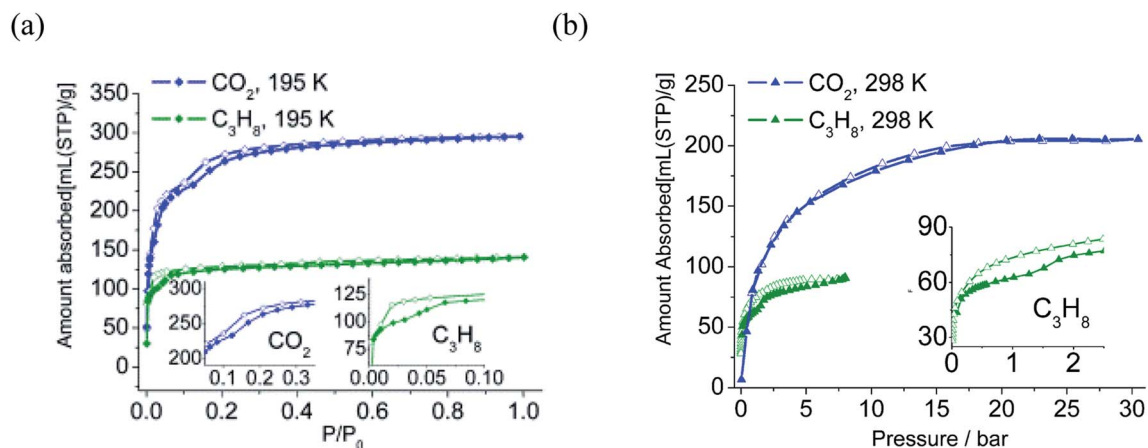 (a)
(b)
CO₂, 195 K
C₃H₈, 195 K
Amount absorbed[mL(STP)/g]
350
300
250
200
150
100
50
0
0.0 0.2 0.4 0.6 0.8 1.0
P/P₀
280
240
200
0.1 0.2 0.3
CO₂
125
100
75
0.00 0.05 0.10
C₃H₈
CO₂, 298 K
C₃H₈, 298 K
Amount Absorbed[mL(STP)/g]
250
200
150
100
50
0
0 5 10 15 20 25 30
Pressure / bar
90
60
30
0 1 2
C₃H₈